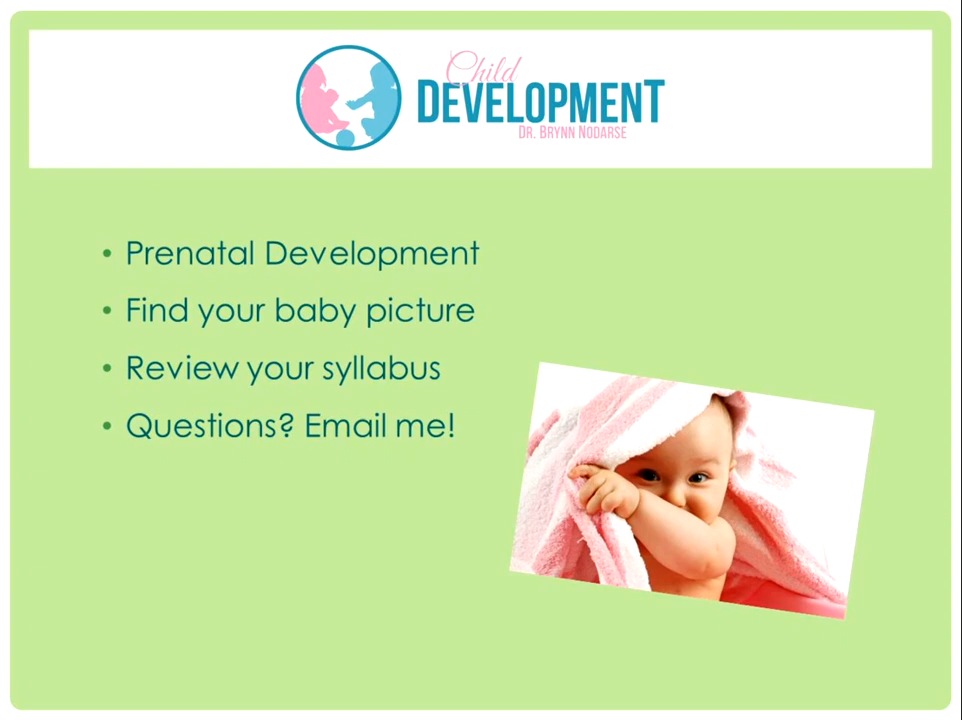 Child
DEVELOPMENT
DR. BRYNN NODARSE
• Prenatal Development
• Find your baby picture
• Review your syllabus
• Questions? Email me!